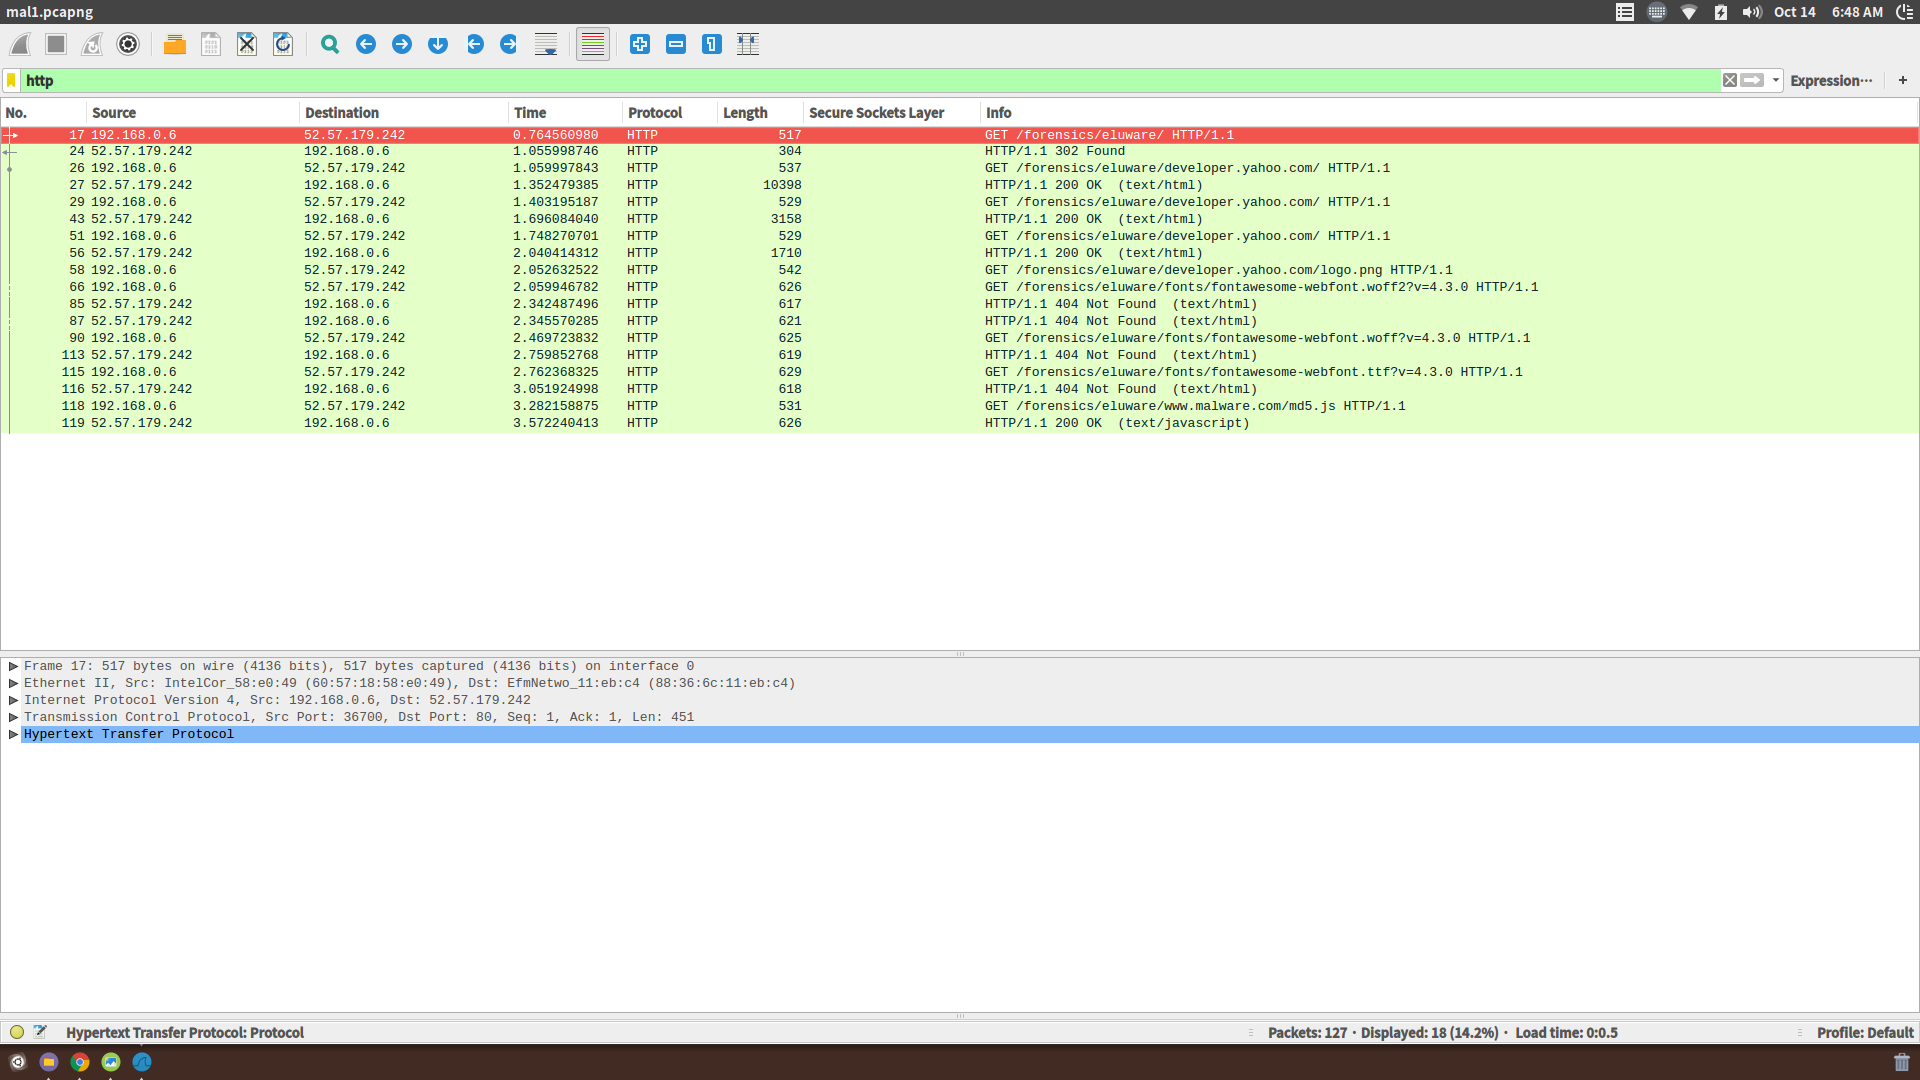 mal1.pcapng Oct 14 6:48 AM
http Expression… +
No. Source Destination Time Protocol Length Secure Sockets Layer Info
17 192.168.0.6 52.57.179.242 0.764560980 HTTP 517 GET /forensics/eluware/ HTTP/1.1
24 52.57.179.242 192.168.0.6 1.055998746 HTTP 304 HTTP/1.1 302 Found
26 192.168.0.6 52.57.179.242 1.059997843 HTTP 537 GET /forensics/eluware/developer.yahoo.com/ HTTP/1.1
27 52.57.179.242 192.168.0.6 1.352479385 HTTP 10398 HTTP/1.1 200 OK (text/html)
29 192.168.0.6 52.57.179.242 1.403195187 HTTP 529 GET /forensics/eluware/developer.yahoo.com/ HTTP/1.1
43 52.57.179.242 192.168.0.6 1.696084040 HTTP 3158 HTTP/1.1 200 OK (text/html)
51 192.168.0.6 52.57.179.242 1.748270701 HTTP 529 GET /forensics/eluware/developer.yahoo.com/ HTTP/1.1
56 52.57.179.242 192.168.0.6 2.040414312 HTTP 1710 HTTP/1.1 200 OK (text/html)
58 192.168.0.6 52.57.179.242 2.052632522 HTTP 542 GET /forensics/eluware/developer.yahoo.com/logo.png HTTP/1.1
66 192.168.0.6 52.57.179.242 2.059946782 HTTP 626 GET /forensics/eluware/fonts/fontawesome-webfont.woff2?v=4.3.0 HTTP/1.1
85 52.57.179.242 192.168.0.6 2.342487496 HTTP 617 HTTP/1.1 404 Not Found (text/html)
87 52.57.179.242 192.168.0.6 2.345570285 HTTP 621 HTTP/1.1 404 Not Found (text/html)
90 192.168.0.6 52.57.179.242 2.469723832 HTTP 625 GET /forensics/eluware/fonts/fontawesome-webfont.woff?v=4.3.0 HTTP/1.1
113 52.57.179.242 192.168.0.6 2.759852768 HTTP 619 HTTP/1.1 404 Not Found (text/html)
115 192.168.0.6 52.57.179.242 2.762368325 HTTP 629 GET /forensics/eluware/fonts/fontawesome-webfont.ttf?v=4.3.0 HTTP/1.1
116 52.57.179.242 192.168.0.6 3.051924998 HTTP 618 HTTP/1.1 404 Not Found (text/html)
118 192.168.0.6 52.57.179.242 3.282158875 HTTP 531 GET /forensics/eluware/www.malware.com/md5.js HTTP/1.1
119 52.57.179.242 192.168.0.6 3.572240413 HTTP 626 HTTP/1.1 200 OK (text/javascript)
Frame 17: 517 bytes on wire (4136 bits), 517 bytes captured (4136 bits) on interface 0
Ethernet II, Src: IntelCor_58:e0:49 (60:57:18:58:e0:49), Dst: EfmNetwo_11:eb:c4 (88:36:6c:11:eb:c4)
Internet Protocol Version 4, Src: 192.168.0.6, Dst: 52.57.179.242
Transmission Control Protocol, Src Port: 36700, Dst Port: 80, Seq: 1, Ack: 1, Len: 451
Hypertext Transfer Protocol
Hypertext Transfer Protocol: Protocol Packets: 127 · Displayed: 18 (14.2%) · Load time: 0:0.5 Profile: Default